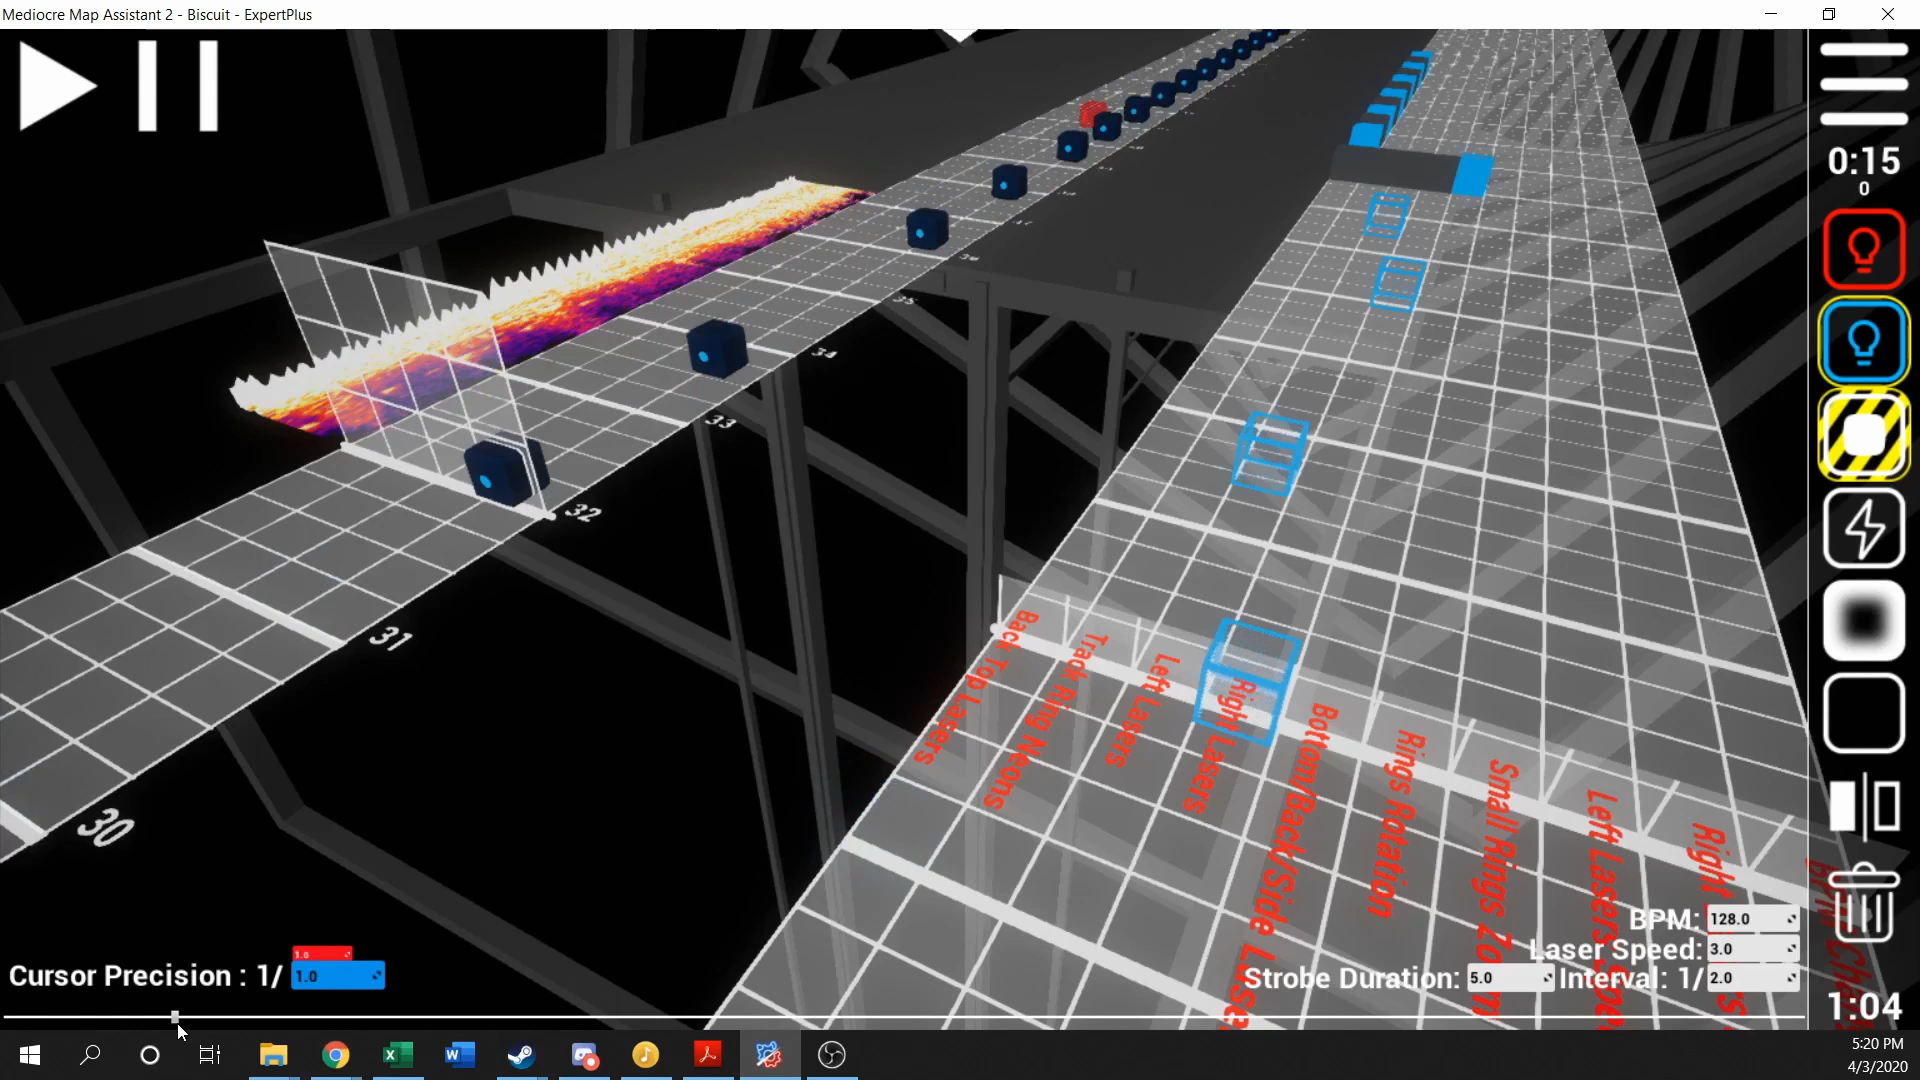 Mediocre Map Assistant 2 - Biscuit - ExpertPlus
0:15
0
36
35
34
33
32
31
30
Back Top Lasers
Track Ring Neons
Left Lasers
Right Lasers
Bottom/Back/Side Lase
Rings Rotation
Small Rings Zoom
Left Lasers
Right
BPM: 128.0
Laser Speed: 3.0
Strobe Duration: 5.0 Interval: 1/ 2.0
1.0
Cursor Precision : 1/ 1.0
1:04
5:20 PM
4/3/2020